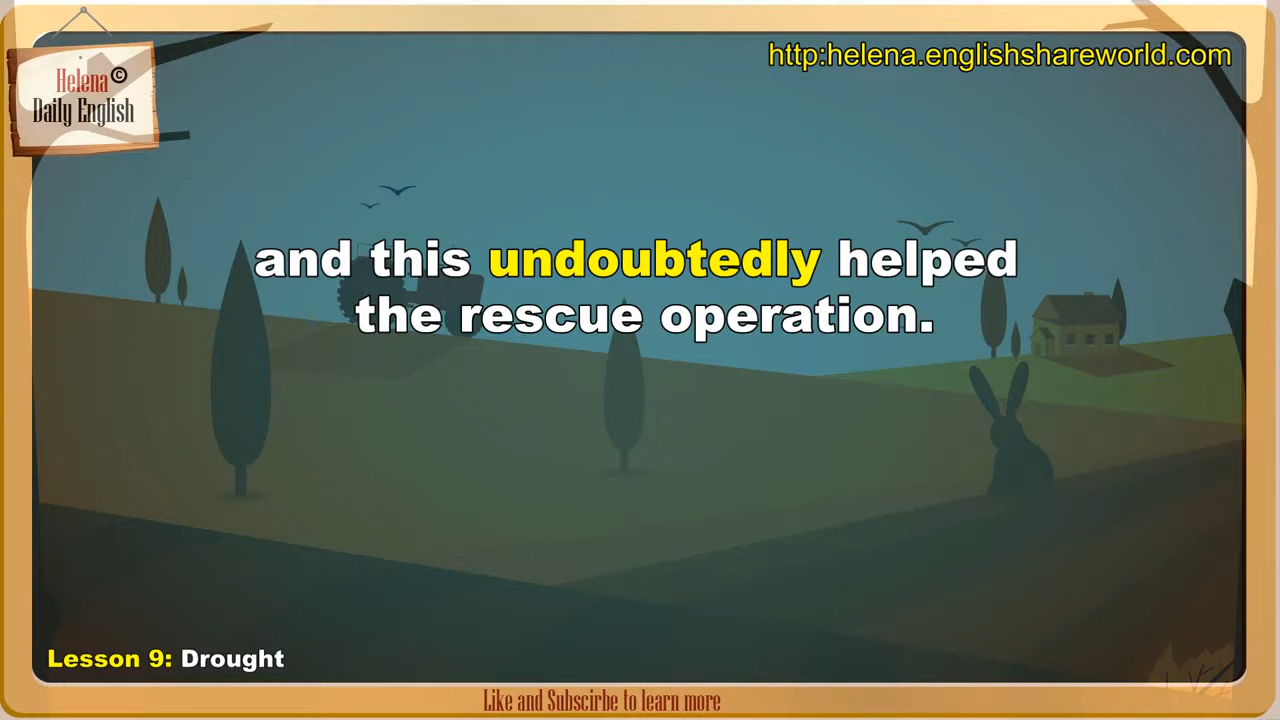 http:helena.englishshareworld.com
Helena©
Daily English
and this undoubtedly helped
the rescue operation.
Lesson 9: Drought
Like and Subscirbe to learn more